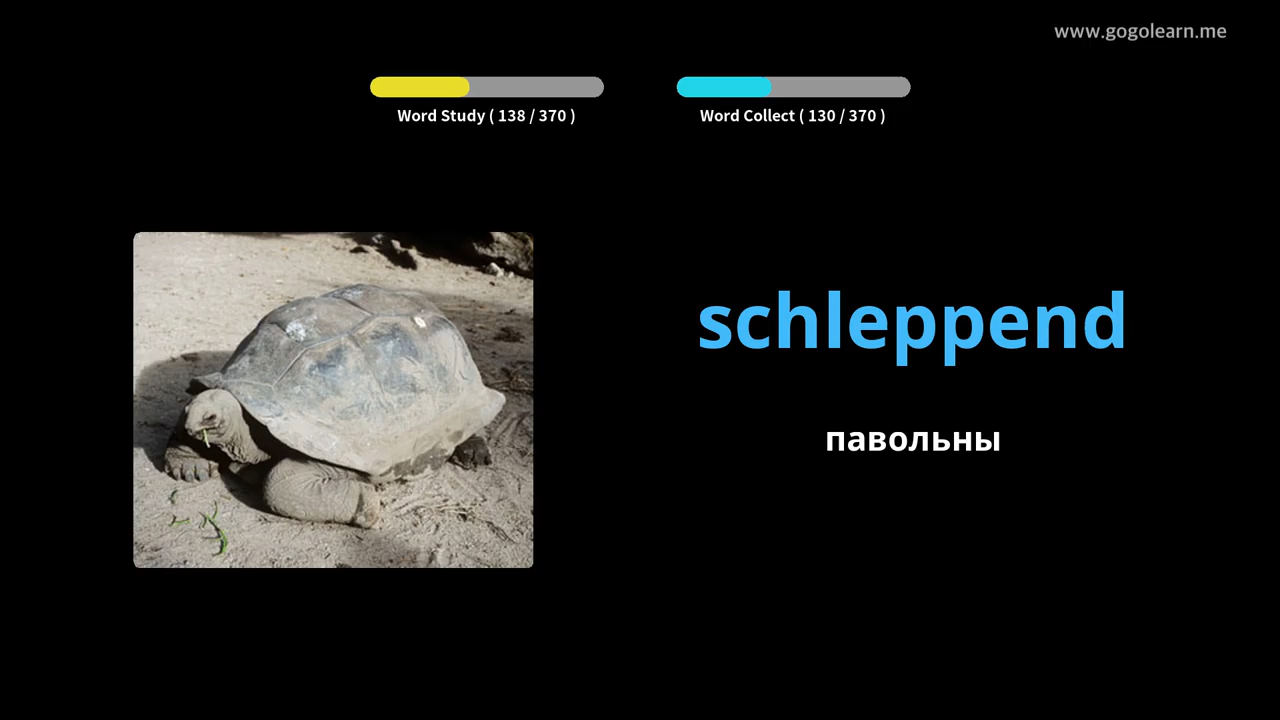 www.gogolearn.me
Word Study ( 138 / 370 )
Word Collect ( 130 / 370 )
schleppend
павольны